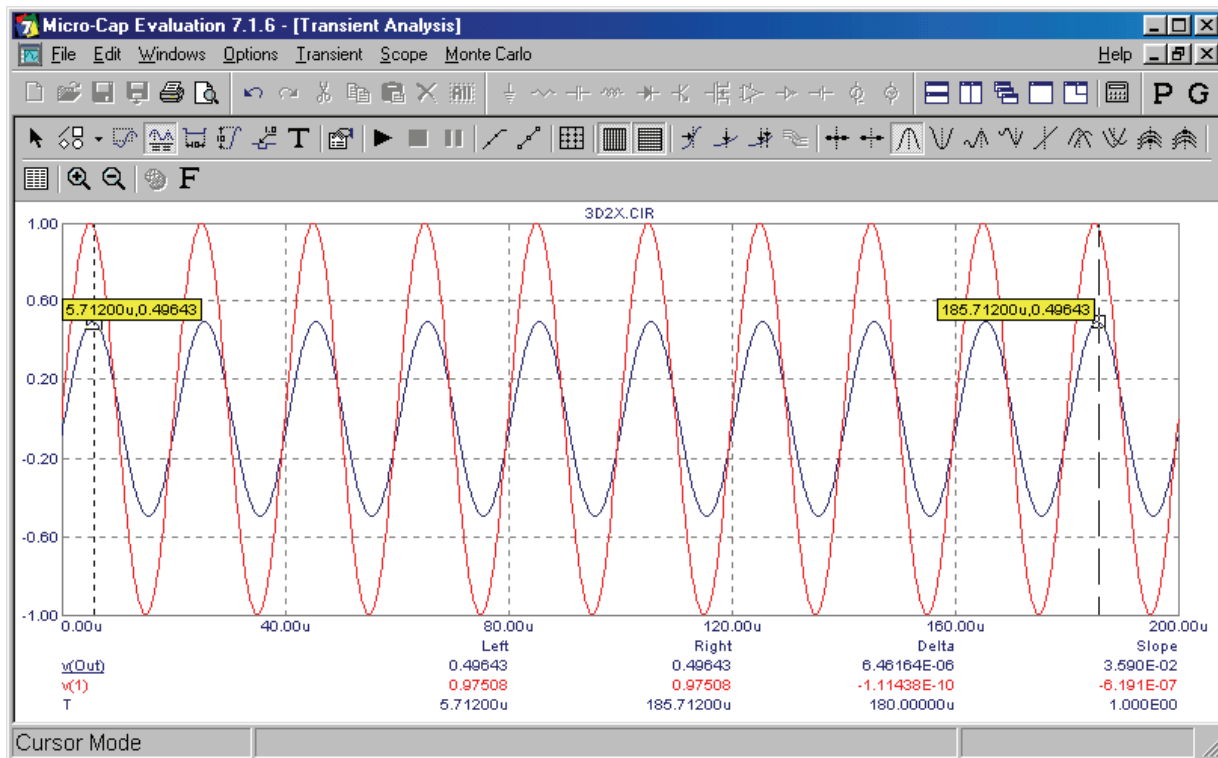 Micro-Cap Evaluation 7.1.6 - [Transient Analysis]
File Edit Windows Options Transient Scope Monte Carlo Help
P G
T
F
3D2X.CIR
1.00
0.60
0.20
-0.20
-0.60
-1.00
5.71200u,0.49643
185.71200u,0.49643
0.00u 40.00u 80.00u 120.00u 160.00u 200.00u
Left Right Delta Slope
v(Out) 0.49643 0.49643 6.46164E-06 3.590E-02
v(1) 0.97508 0.97508 -1.11438E-10 -6.191E-07
T 5.71200u 185.71200u 180.00000u 1.000E00
Cursor Mode